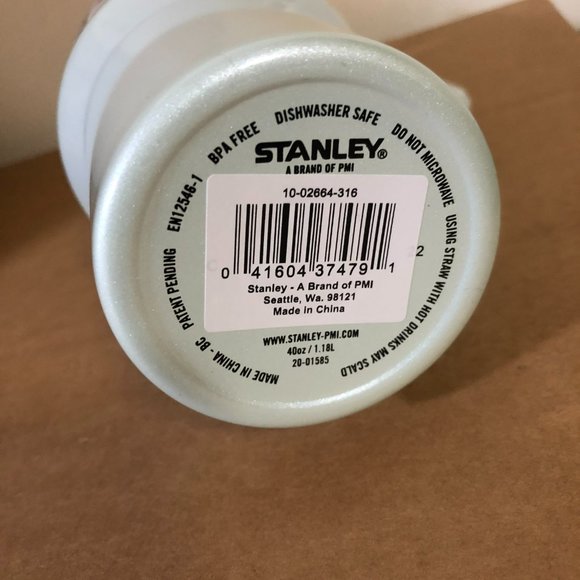 PATENT PENDING EN12546-1 BPA FREE DISHWASHER SAFE DO NOT MICROWAVE USING STRAW WITH HOT DRINKS MAY SCALD
STANLEY®
A BRAND OF PMI
10-02664-316
0 41604 37479 1
Stanley - A Brand of PMI
Seattle, Wa. 98121
Made in China
22
WWW.STANLEY-PMI.COM
40oz / 1.18L
20-01585
MADE IN CHINA - BC